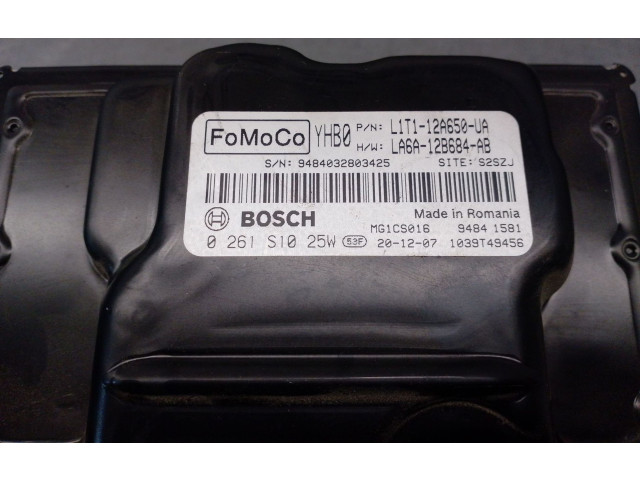 FoMoCo YHB0 P/N: L1T1-12A650-UA
H/W: LA6A-12B684-AB
S/N: 9484032803425 SITE: S2SZJ
BOSCH Made in Romania
MG1CS016 9484 1581
0 261 S10 25W 53F 20-12-07 1039T49456